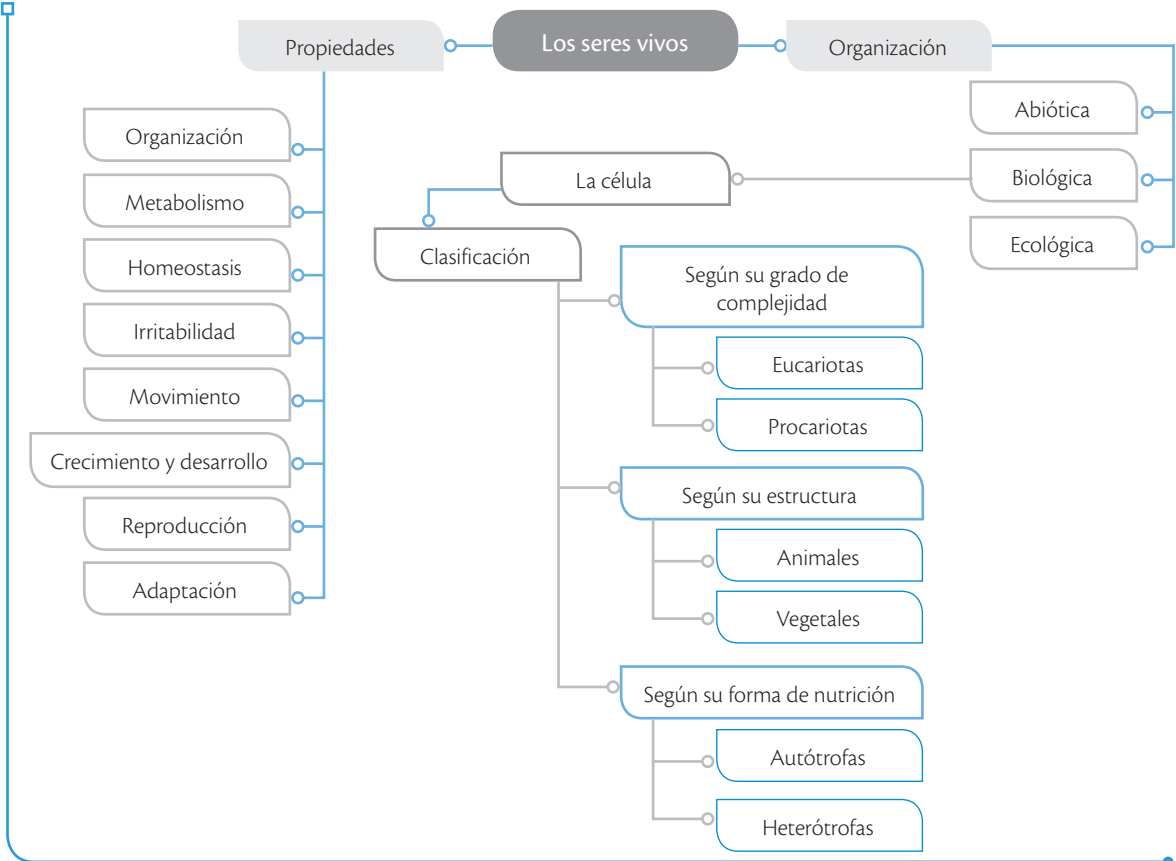 Los seres vivos
Propiedades
Organización
Metabolismo
Homeostasis
Irritabilidad
Movimiento
Crecimiento y desarrollo
Reproducción
Adaptación
Organización
Abiótica
Biológica
Ecológica
La célula
Clasificación
Según su grado de
complejidad
Eucariotas
Procariotas
Según su estructura
Animales
Vegetales
Según su forma de nutrición
Autótrofas
Heterótrofas